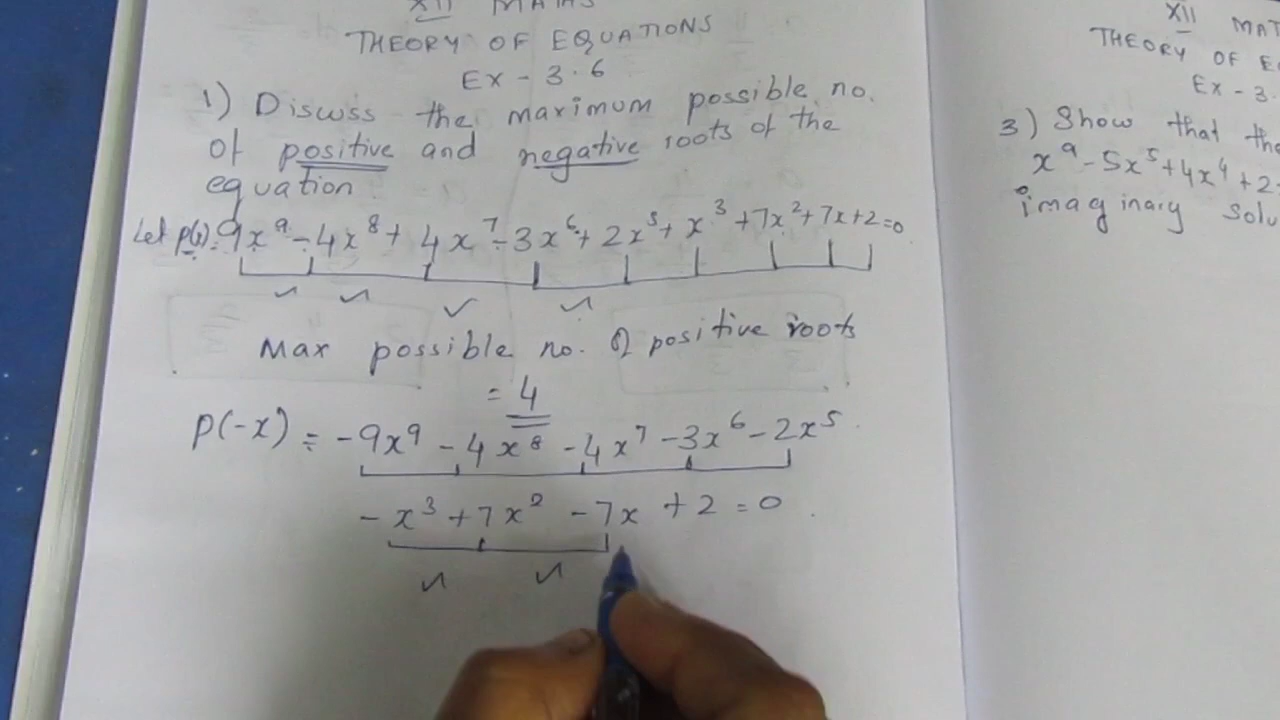 XII MATHS
THEORY OF EQUATIONS
EX - 3.6
1) Discuss the maximum possible no.
of positive and negative roots of the
equation
Let p(x) = 9x⁹ - 4x⁸ + 4x⁷ - 3x⁶ + 2x⁵ + x³ + 7x² + 7x + 2 = 0
Max possible no. of positive roots
= 4
P(-x) = -9x⁹ - 4x⁸ - 4x⁷ - 3x⁶ - 2x⁵
- x³ + 7x² - 7x + 2 = 0.
XII MAT
THEORY OF E
EX - 3.
3) Show that the
x⁹ - 5x⁵ + 4x⁴ + 2
imaginary solu